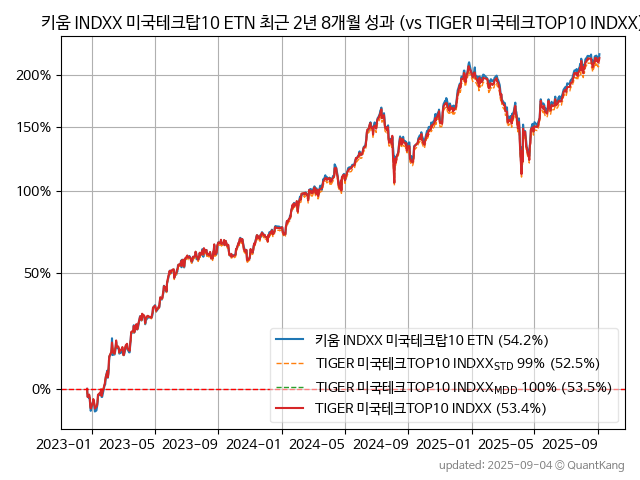 키움 INDXX 미국테크탑10 ETN 최근 2년 8개월 성과 (vs TIGER 미국테크TOP10 INDXX)
200%
150%
100%
50%
0%
키움 INDXX 미국테크탑10 ETN (54.2%)
TIGER 미국테크TOP10 INDXX STD 99% (52.5%)
TIGER 미국테크TOP10 INDXX MDD 100% (53.5%)
TIGER 미국테크TOP10 INDXX (53.4%)
2023-01 2023-05 2023-09 2024-01 2024-05 2024-09 2025-01 2025-05 2025-09
updated: 2025-09-04 © QuantKang